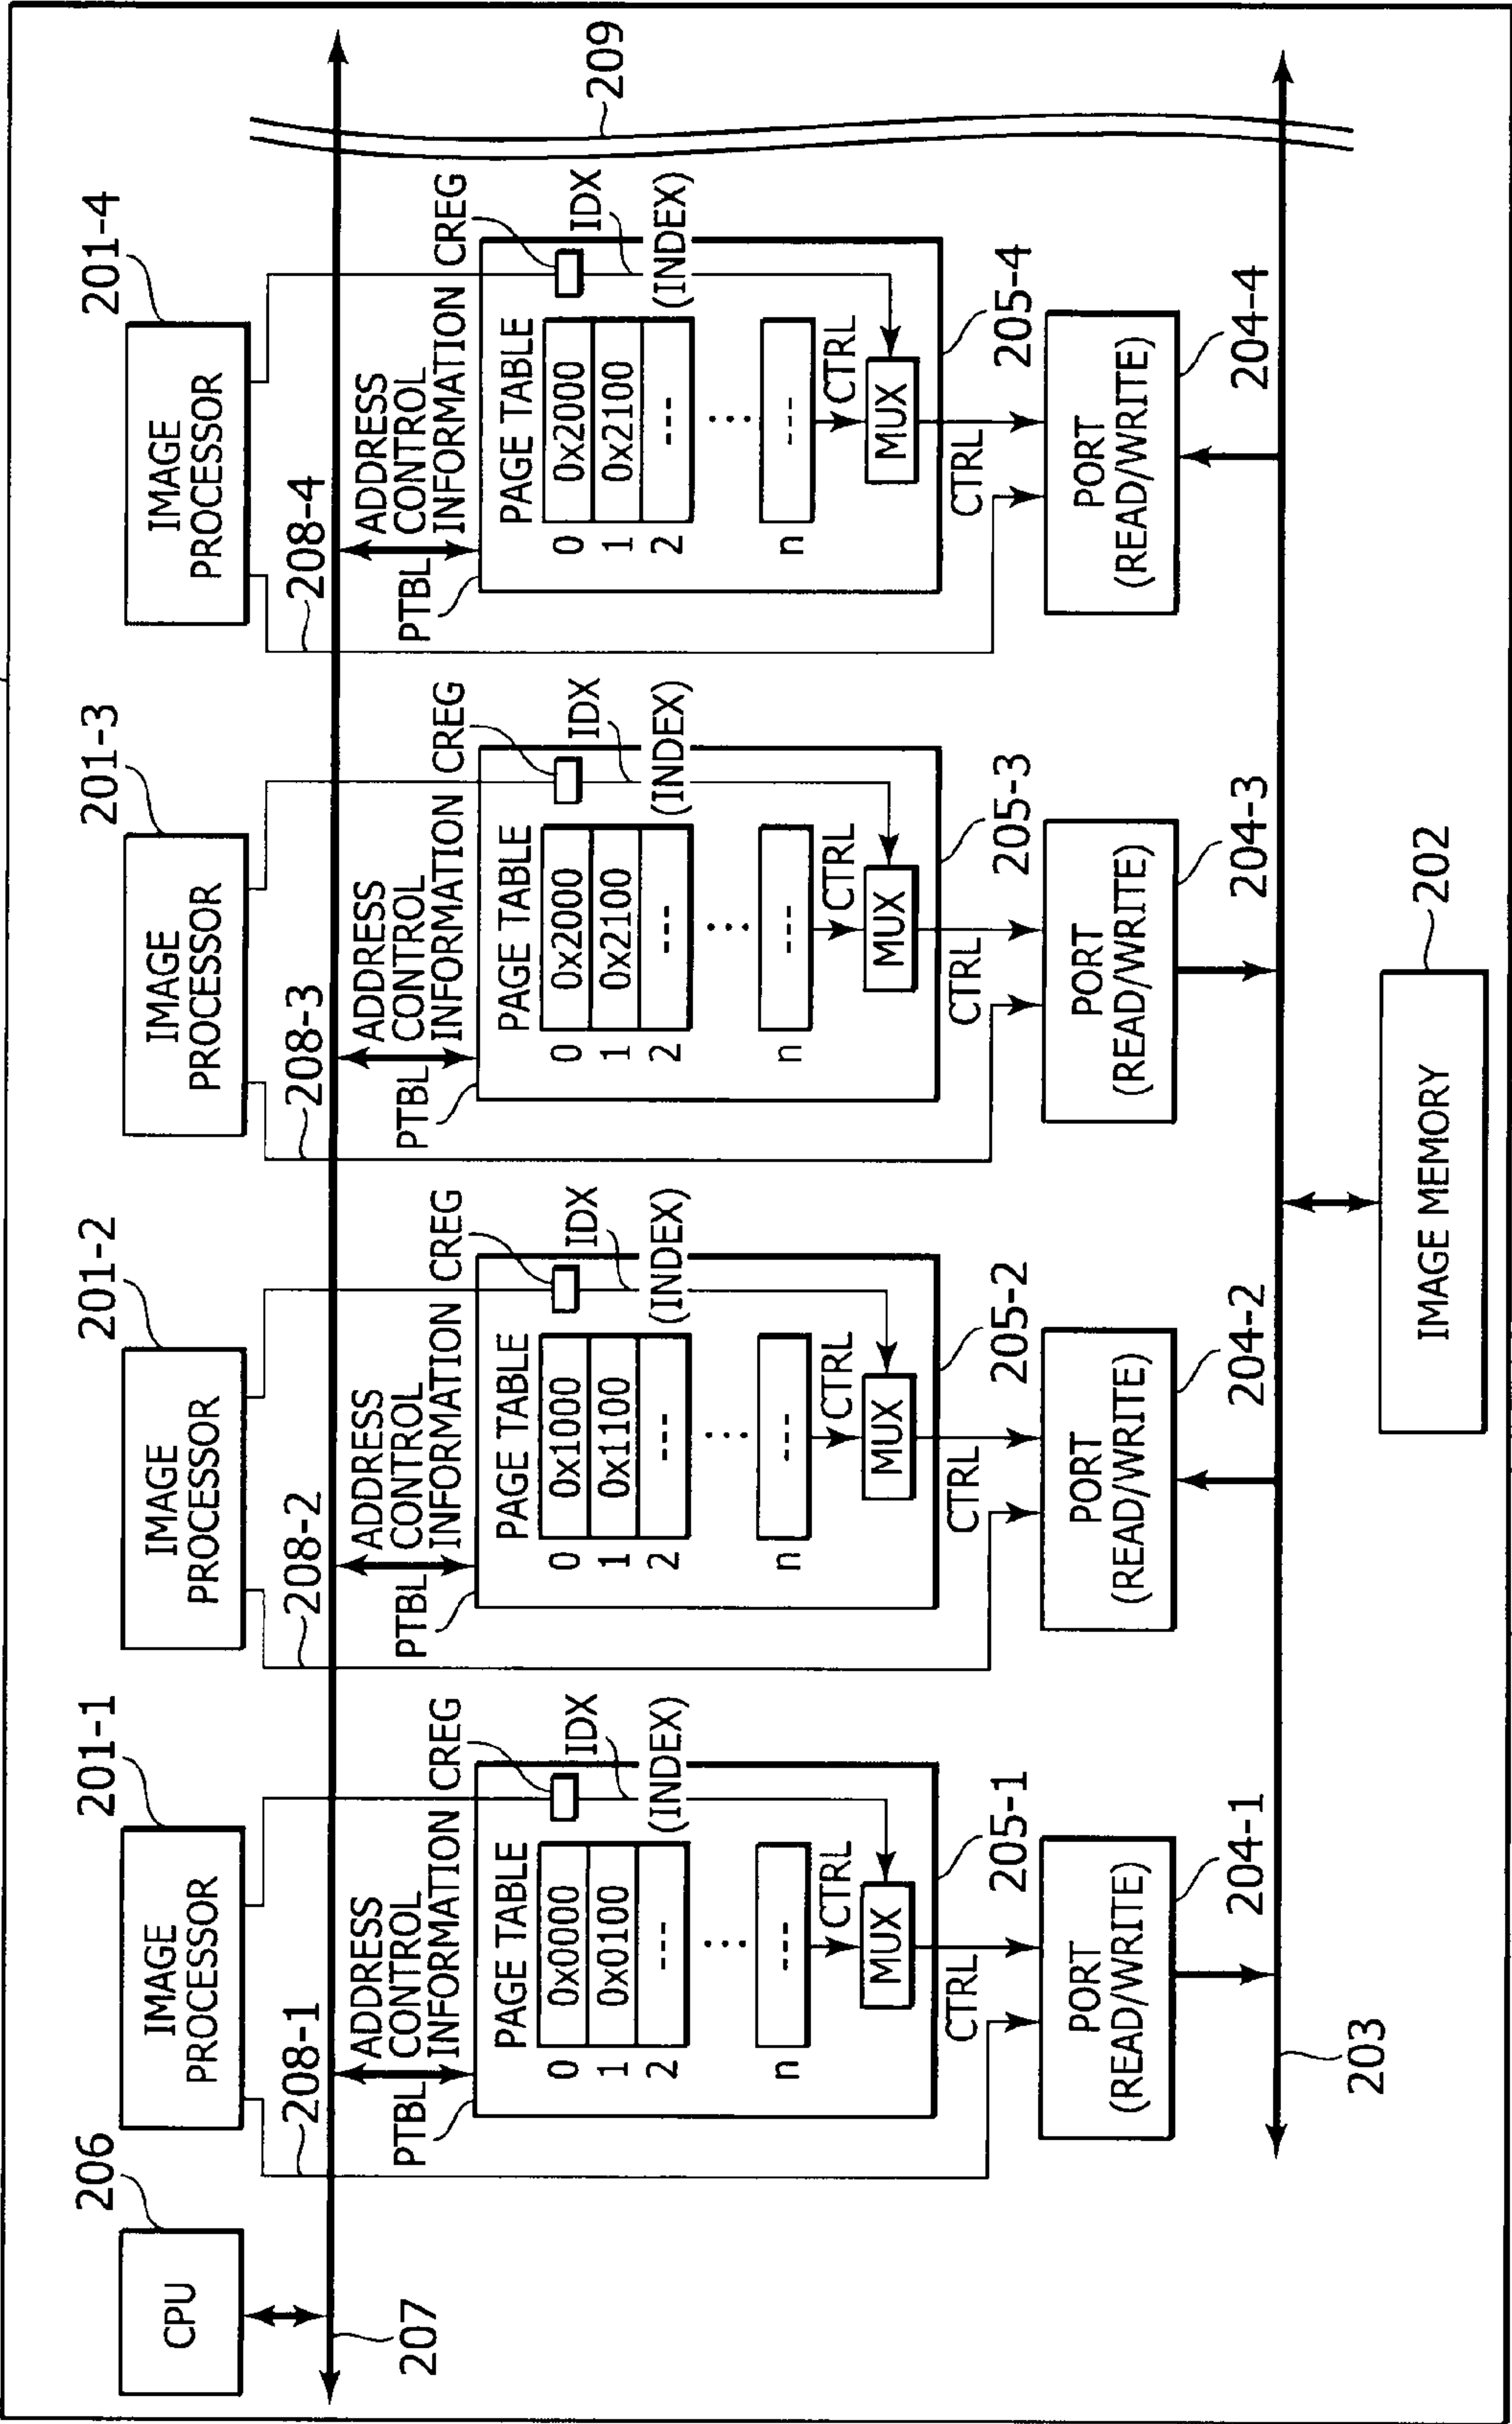 206
CPU
207
201-1
IMAGE
PROCESSOR
208-1
ADDRESS
CONTROL
INFORMATION
CREG
PTBL
PAGE TABLE
IDX
(INDEX)
0 0x0000
1 0x0100
2 ---
⋮
n ---
CTRL
MUX
205-1
CTRL
PORT
(READ/WRITE)
204-1
201-2
IMAGE
PROCESSOR
208-2
ADDRESS
CONTROL
INFORMATION
CREG
PTBL
PAGE TABLE
IDX
(INDEX)
0 0x1000
1 0x1100
2 ---
⋮
n ---
CTRL
MUX
205-2
CTRL
PORT
(READ/WRITE)
204-2
201-3
IMAGE
PROCESSOR
208-3
ADDRESS
CONTROL
INFORMATION
CREG
PTBL
PAGE TABLE
IDX
(INDEX)
0 0x2000
1 0x2100
2 ---
⋮
n ---
CTRL
MUX
205-3
CTRL
PORT
(READ/WRITE)
204-3
201-4
IMAGE
PROCESSOR
208-4
ADDRESS
CONTROL
INFORMATION
CREG
PTBL
PAGE TABLE
IDX
(INDEX)
0 0x2000
1 0x2100
2 ---
⋮
n ---
CTRL
MUX
205-4
CTRL
PORT
(READ/WRITE)
204-4
209
203
IMAGE MEMORY
202